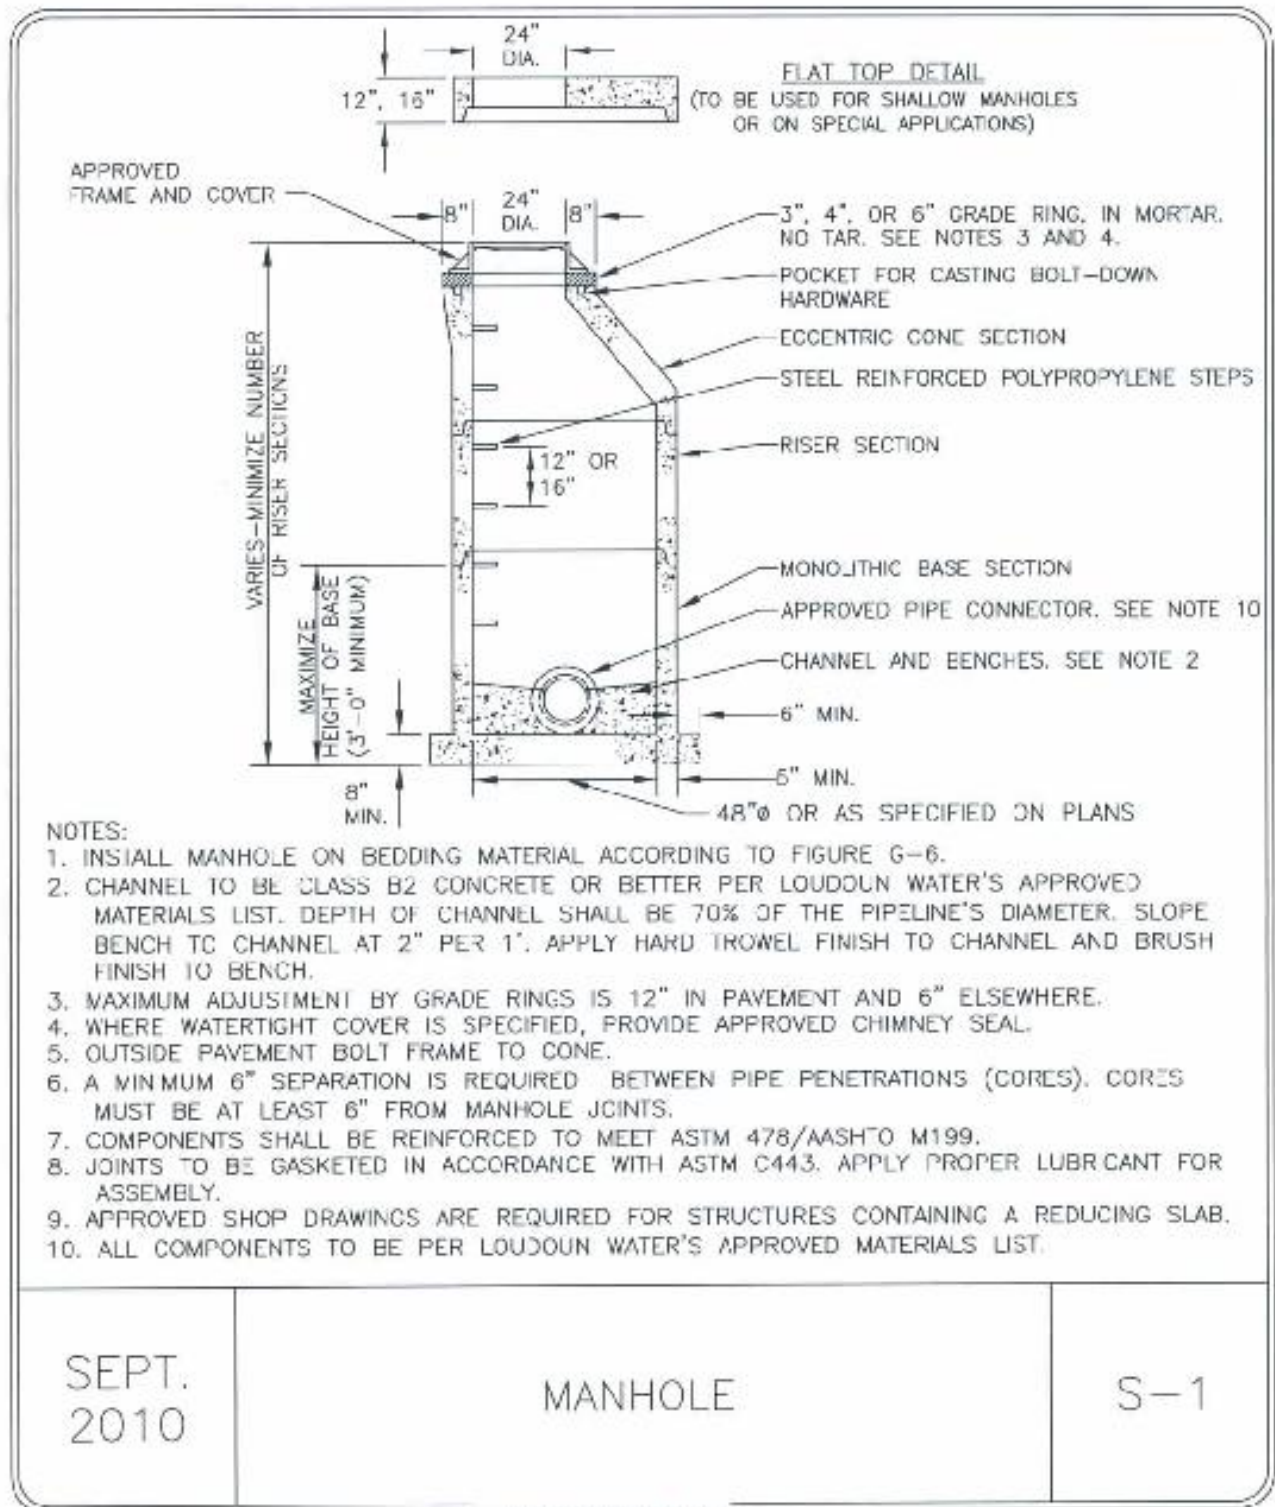 24"
DIA.
12", 16"
FLAT TOP DETAIL
(TO BE USED FOR SHALLOW MANHOLES
OR ON SPECIAL APPLICATIONS)
APPROVED
FRAME AND COVER
8"
24"
DIA.
8"
3", 4", OR 6" GRADE RING, IN MORTAR.
NO TAR. SEE NOTES 3 AND 4.
POCKET FOR CASTING BOLT-DOWN
HARDWARE
ECCENTRIC CONE SECTION
STEEL REINFORCED POLYPROPYLENE STEPS
RISER SECTION
12" OR
16"
VARIES-MINIMIZE NUMBER
OF RISER SECTIONS
MAXIMIZE
HEIGHT OF BASE
(3'-0" MINIMUM)
MONOLITHIC BASE SECTION
APPROVED PIPE CONNECTOR. SEE NOTE 10
CHANNEL AND BENCHES. SEE NOTE 2
6" MIN.
8"
MIN.
MIN.
48"ø OR AS SPECIFIED ON PLANS
NOTES:
1. INSTALL MANHOLE ON BEDDING MATERIAL ACCORDING TO FIGURE G-6.
2. CHANNEL TO BE CLASS B2 CONCRETE OR BETTER PER LOUDOUN WATER'S APPROVED
MATERIALS LIST. DEPTH OF CHANNEL SHALL BE 70% OF THE PIPELINE'S DIAMETER. SLOPE
BENCH TO CHANNEL AT 2" PER 1'. APPLY HARD TROWEL FINISH TO CHANNEL AND BRUSH
FINISH TO BENCH.
3. MAXIMUM ADJUSTMENT BY GRADE RINGS IS 12" IN PAVEMENT AND 6" ELSEWHERE.
4. WHERE WATERTIGHT COVER IS SPECIFIED, PROVIDE APPROVED CHIMNEY SEAL.
5. OUTSIDE PAVEMENT BOLT FRAME TO CONE.
6. A MINIMUM 6" SEPARATION IS REQUIRED BETWEEN PIPE PENETRATIONS (CORES). CORES
MUST BE AT LEAST 6" FROM MANHOLE JOINTS.
7. COMPONENTS SHALL BE REINFORCED TO MEET ASTM 478/AASHTO M199.
8. JOINTS TO BE GASKETED IN ACCORDANCE WITH ASTM C443. APPLY PROPER LUBRICANT FOR
ASSEMBLY.
9. APPROVED SHOP DRAWINGS ARE REQUIRED FOR STRUCTURES CONTAINING A REDUCING SLAB.
10. ALL COMPONENTS TO BE PER LOUDOUN WATER'S APPROVED MATERIALS LIST.
SEPT.
2010
MANHOLE
S-1